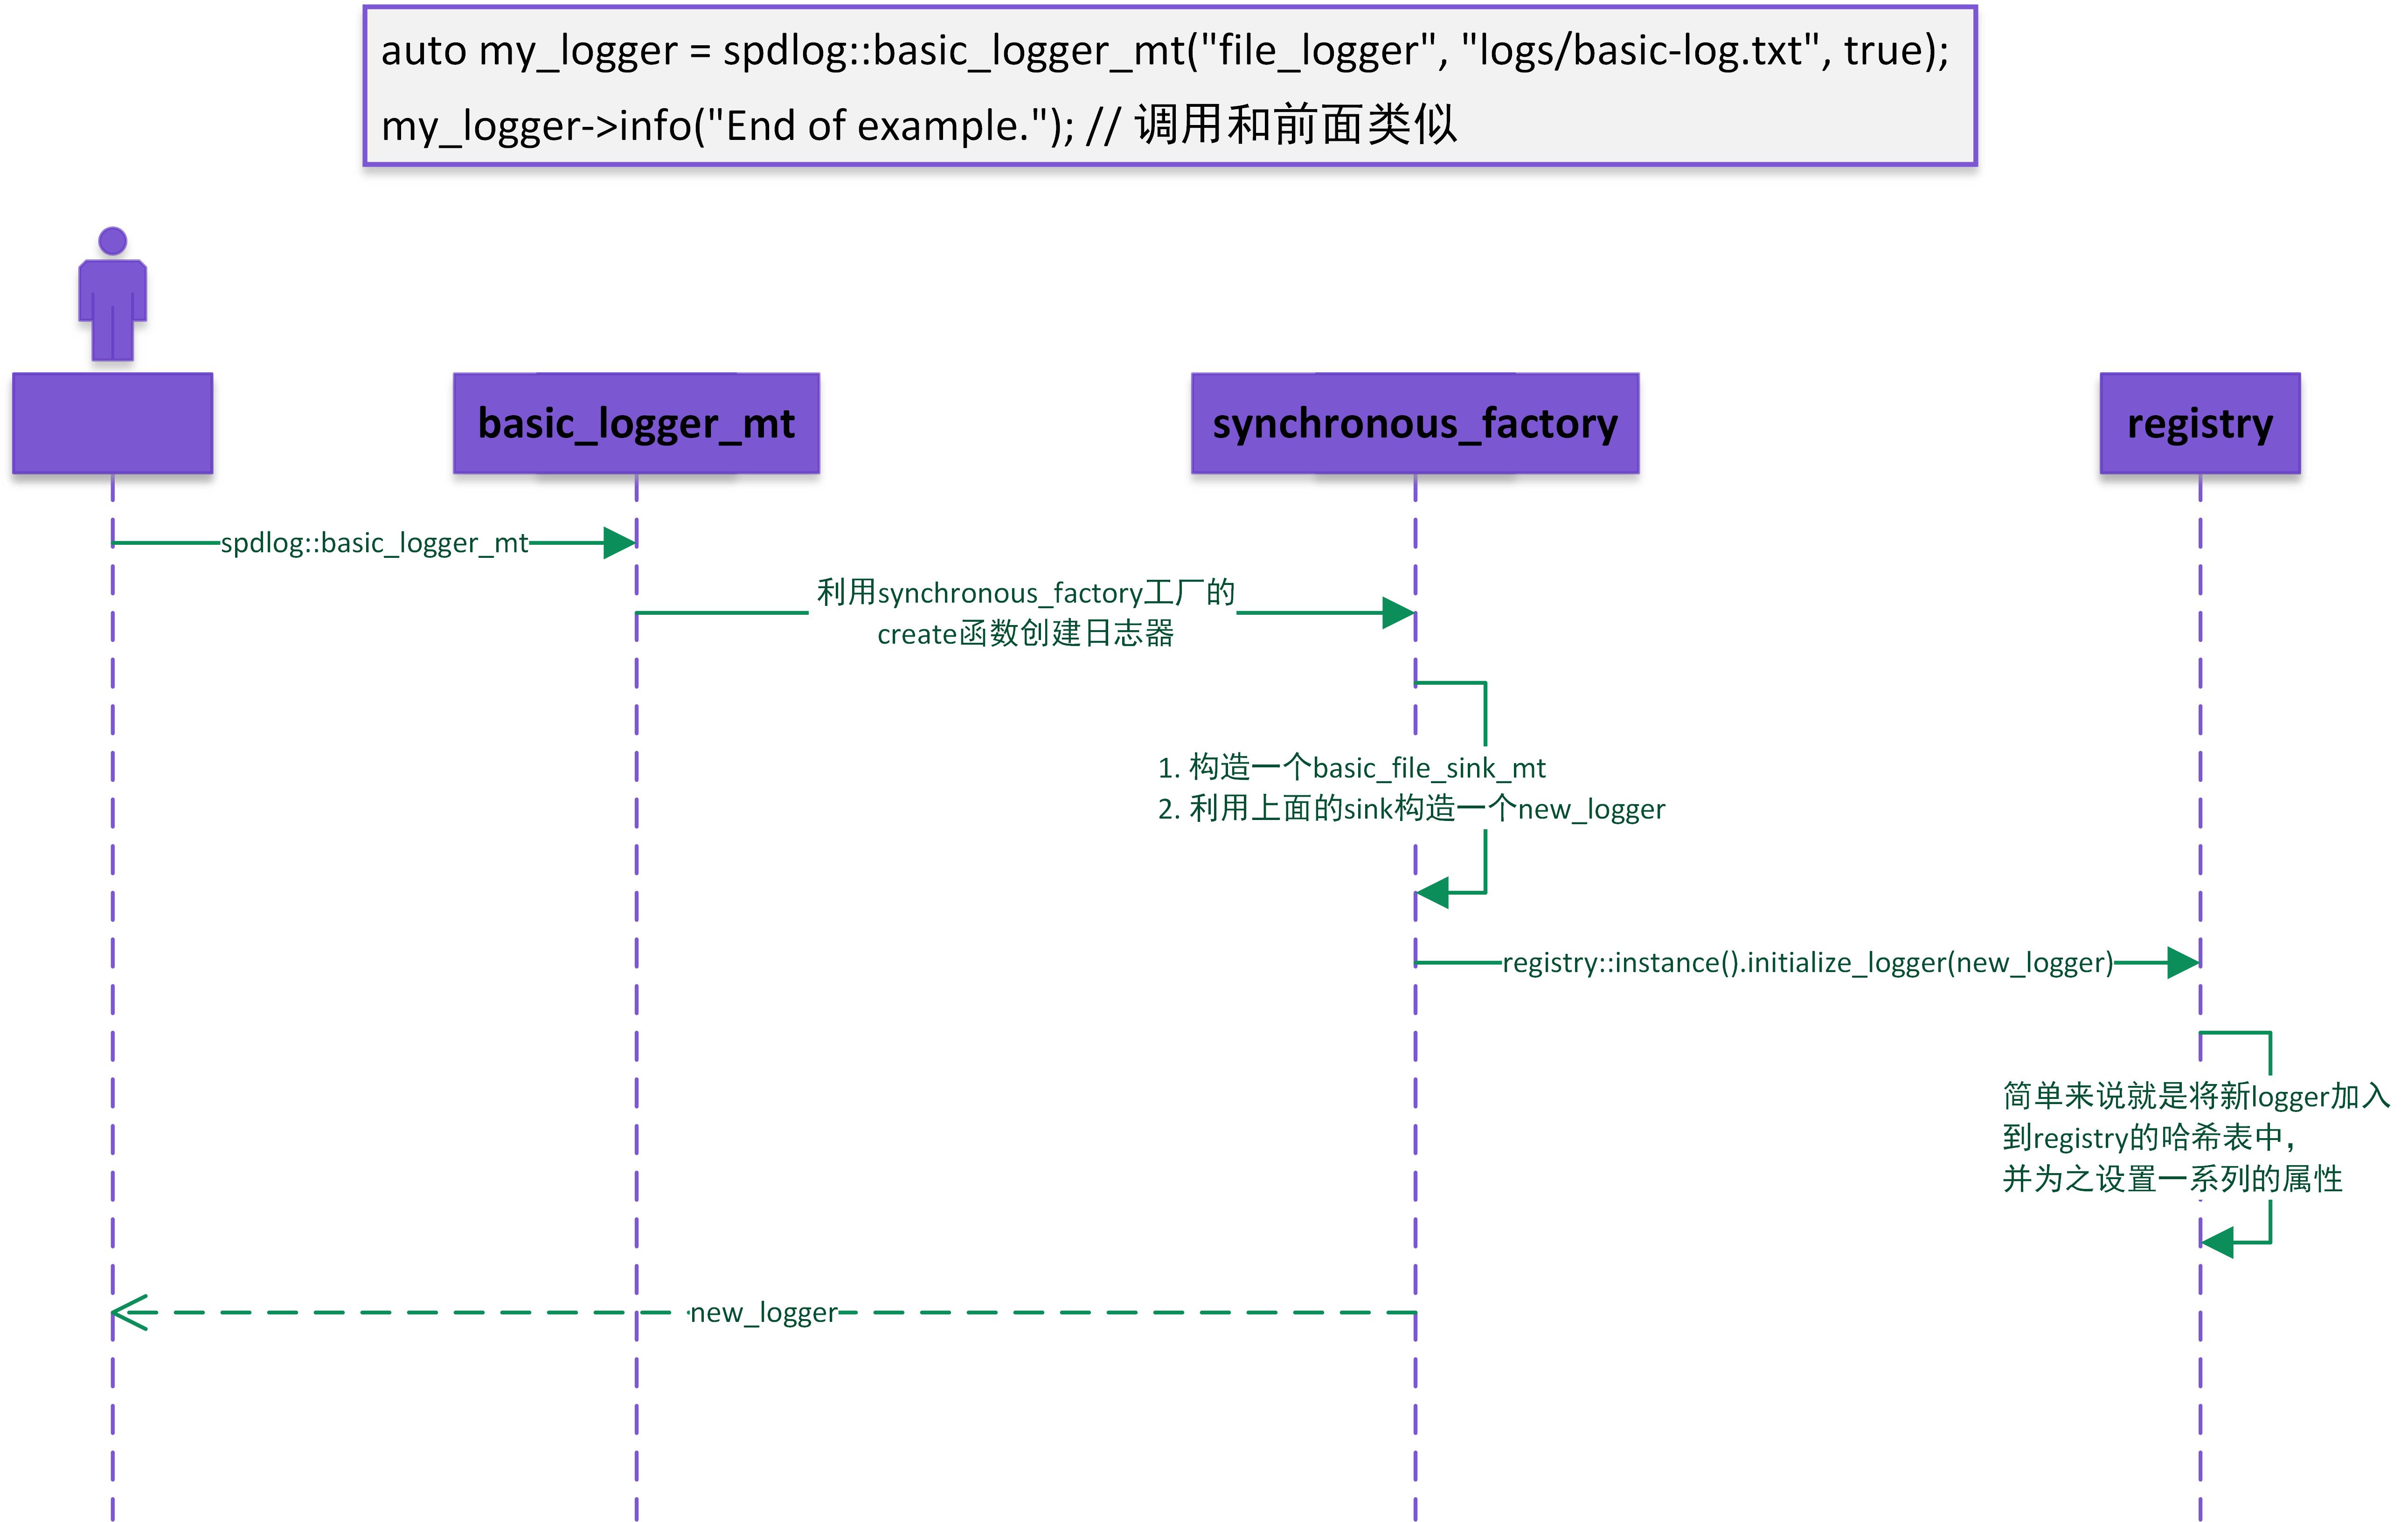 auto my_logger = spdlog::basic_logger_mt("file_logger", "logs/basic-log.txt", true);
my_logger->info("End of example."); // 调用和前面类似
basic_logger_mt
synchronous_factory
registry
spdlog::basic_logger_mt
利用synchronous_factory工厂的
create函数创建日志器
1. 构造一个basic_file_sink_mt
2. 利用上面的sink构造一个new_logger
registry::instance().initialize_logger(new_logger)
简单来说就是将新logger加入
到registry的哈希表中，
并为之设置一系列的属性
new_logger